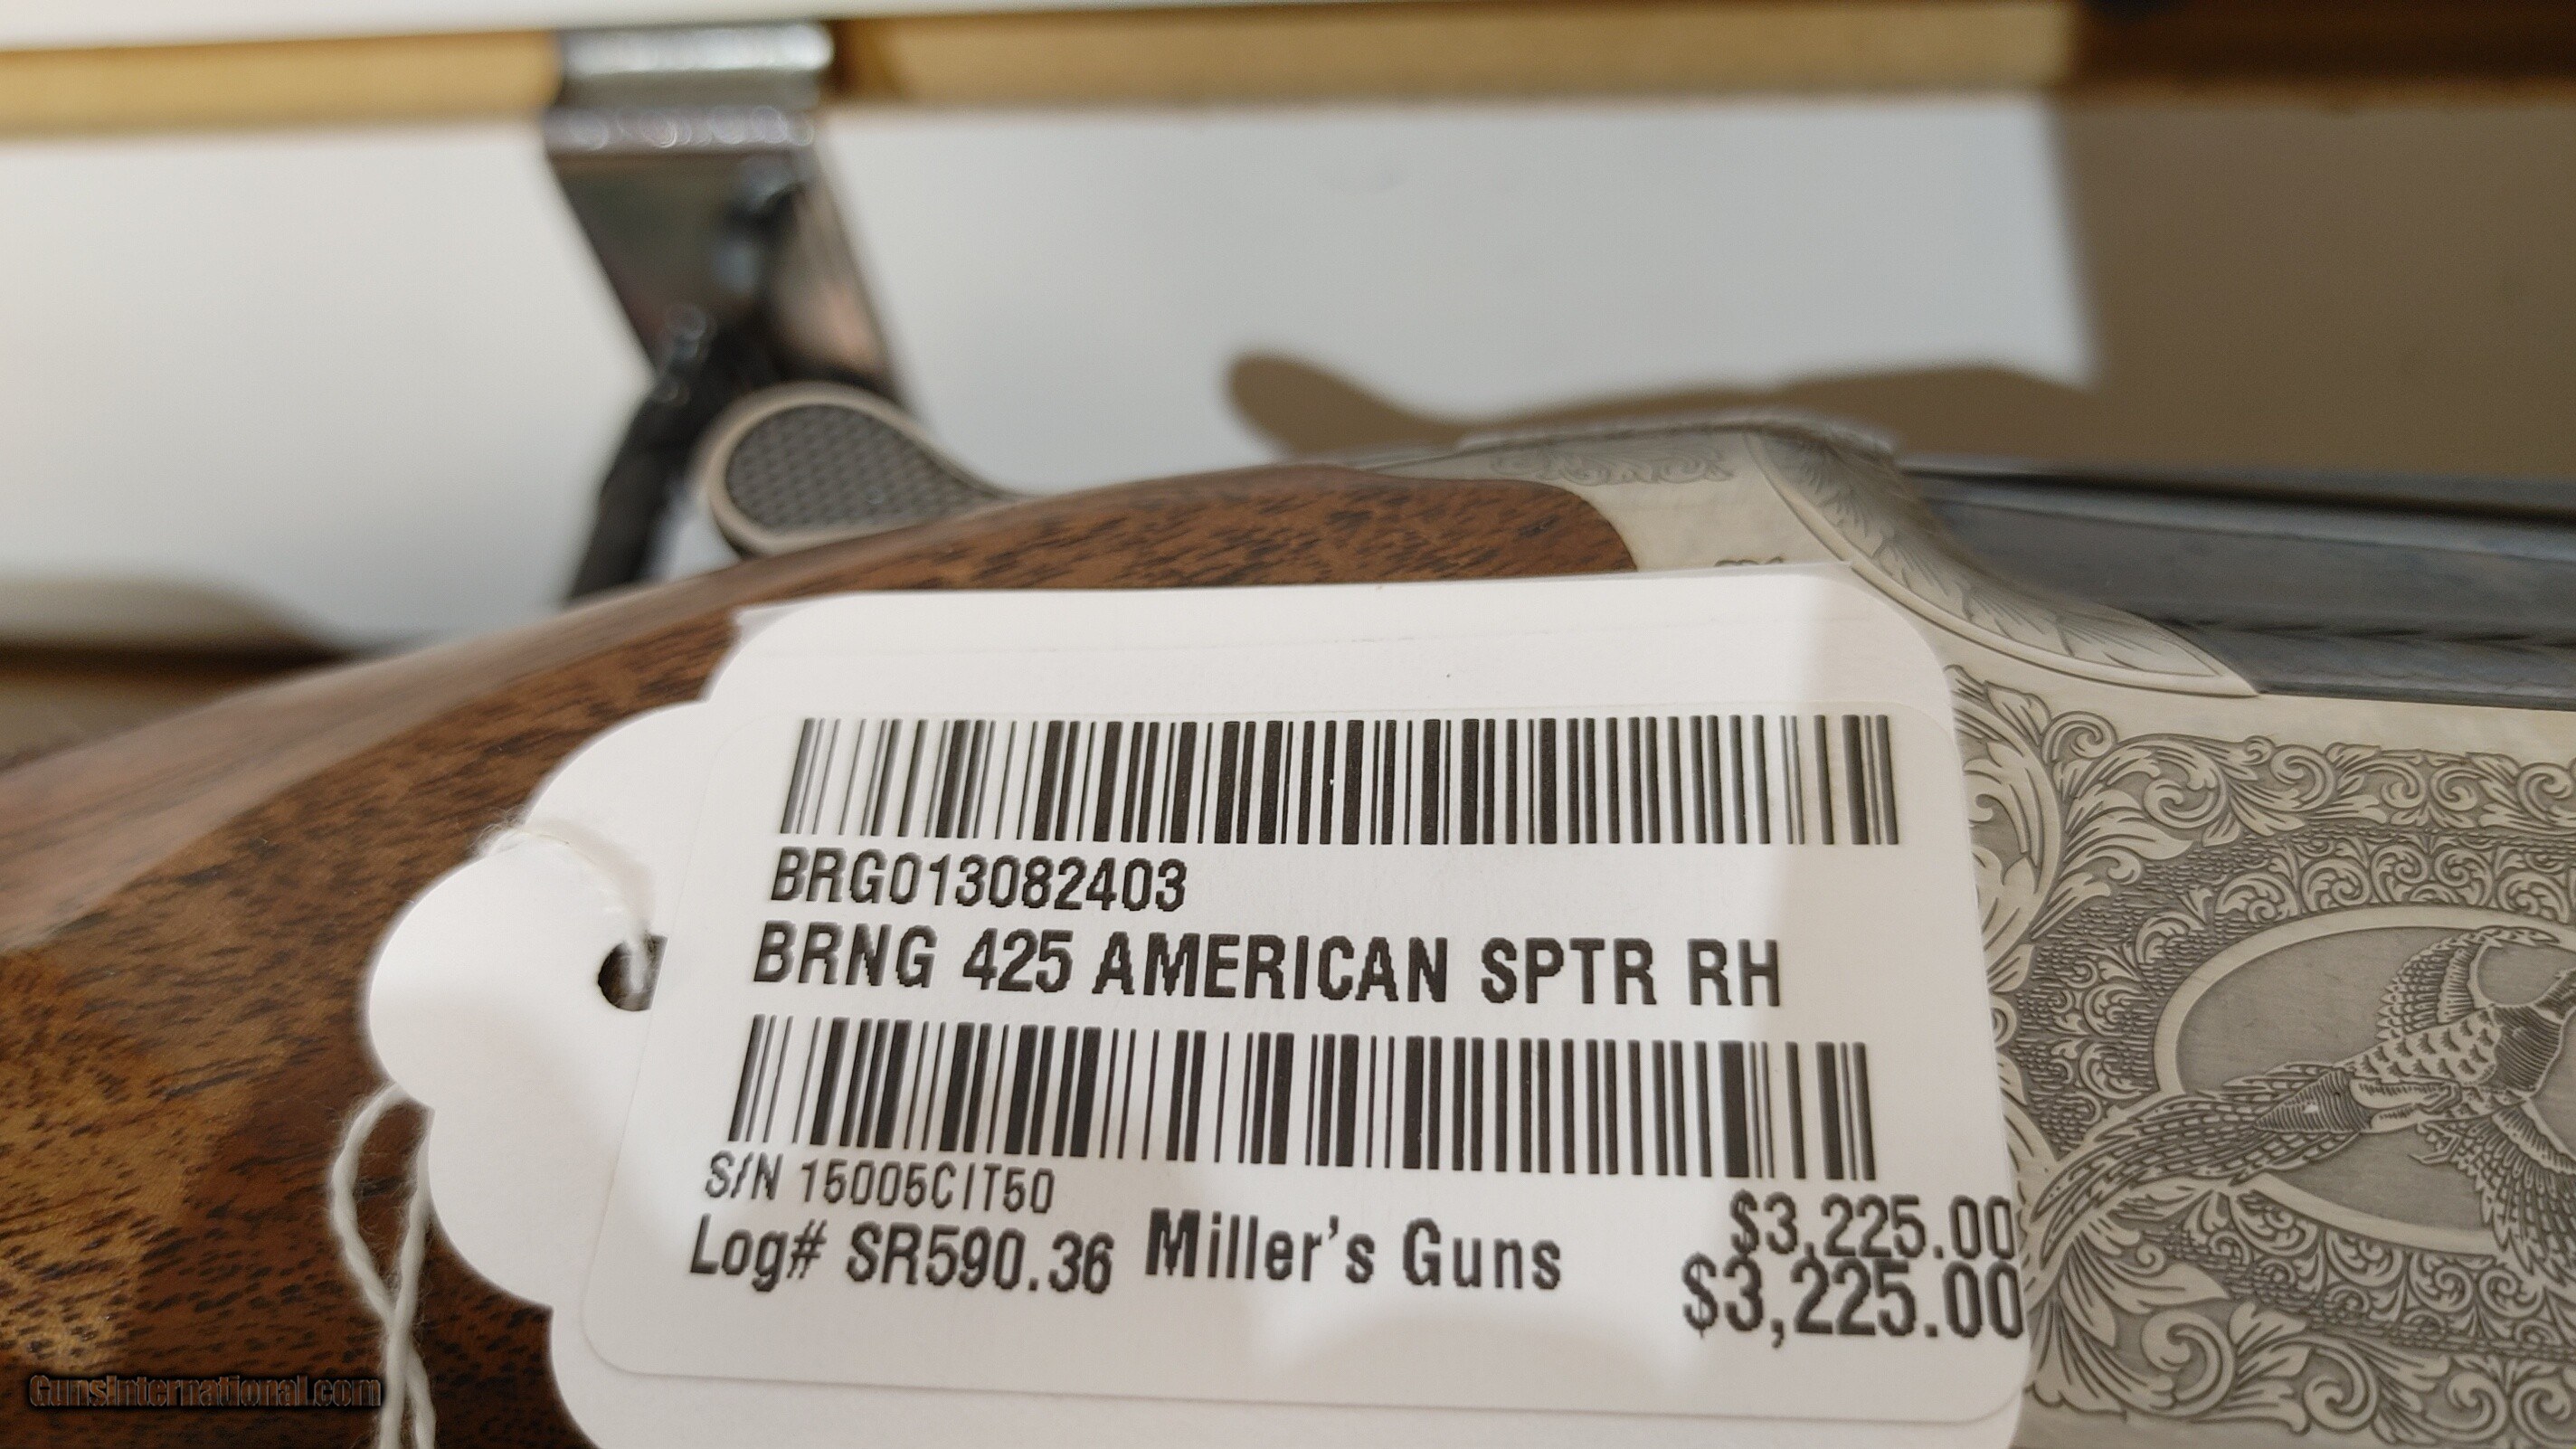 BRG013082403
BRNG 425 AMERICAN SPTR RH
S/N 15005CIT50
Log# SR590.36 Miller's Guns $3,225.00
$3,225.00
GunsInternational.com